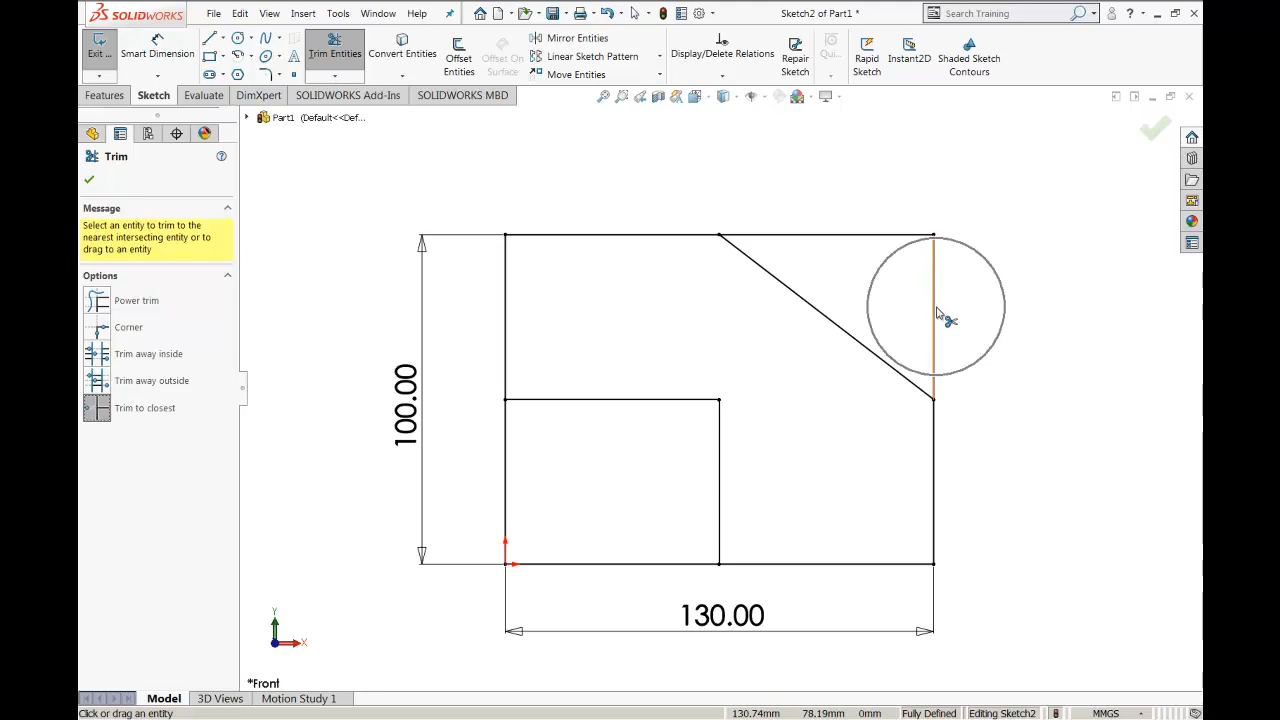 SOLIDWORKS File Edit View Insert Tools Window Help Sketch2 of Part1 * Search Training
Exit ... Smart Dimension Trim Entities Convert Entities Offset Entities Offset On Surface Mirror Entities Linear Sketch Pattern Move Entities Display/Delete Relations Repair Sketch Qui... Rapid Sketch Instant2D Shaded Sketch Contours
Features Sketch Evaluate DimXpert SOLIDWORKS Add-Ins SOLIDWORKS MBD
Part1 (Default<<Def...
Trim
Message
Select an entity to trim to the
nearest intersecting entity or to
drag to an entity
Options
Power trim
Corner
Trim away inside
Trim away outside
Trim to closest
100.00
130.00
Y
X
*Front
Model 3D Views Motion Study 1
Click or drag an entity 130.74mm 78.19mm 0mm Fully Defined Editing Sketch2 MMGS